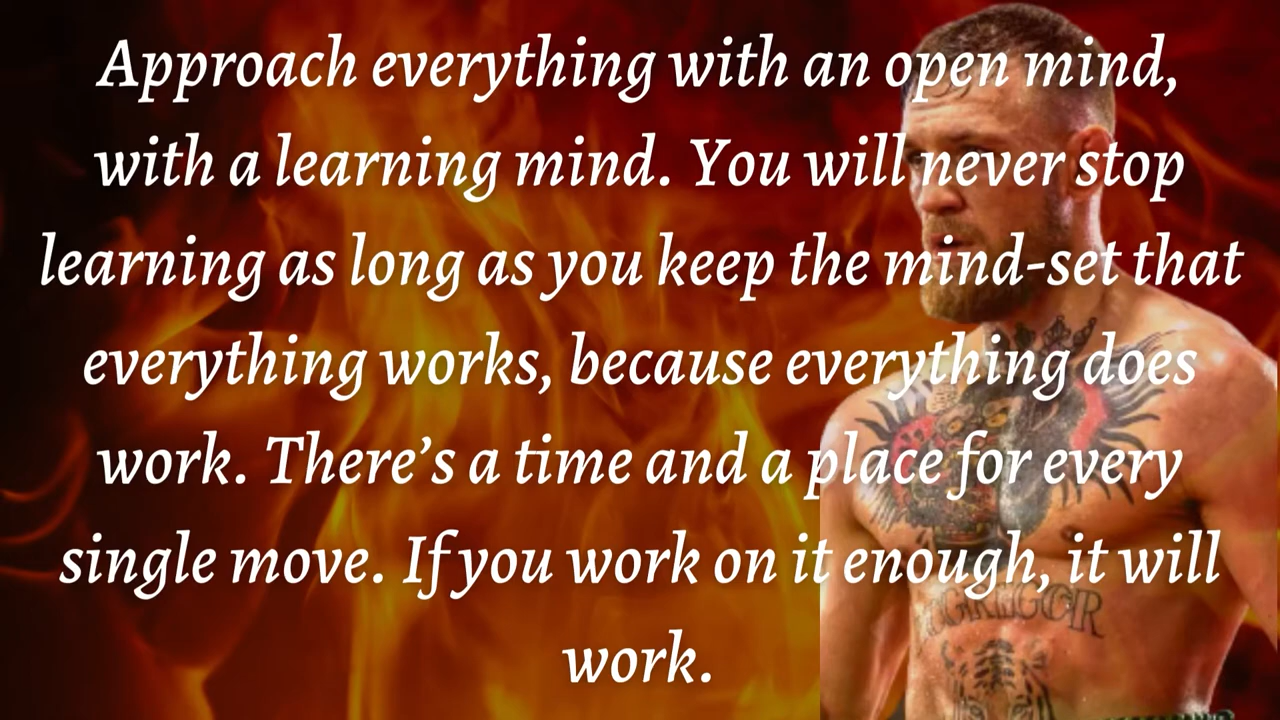 Approach everything with an open mind,
with a learning mind. You will never stop
learning as long as you keep the mind-set that
everything works, because everything does
work. There’s a time and a place for every
single move. If you work on it enough, it will
work.
McGREGOR